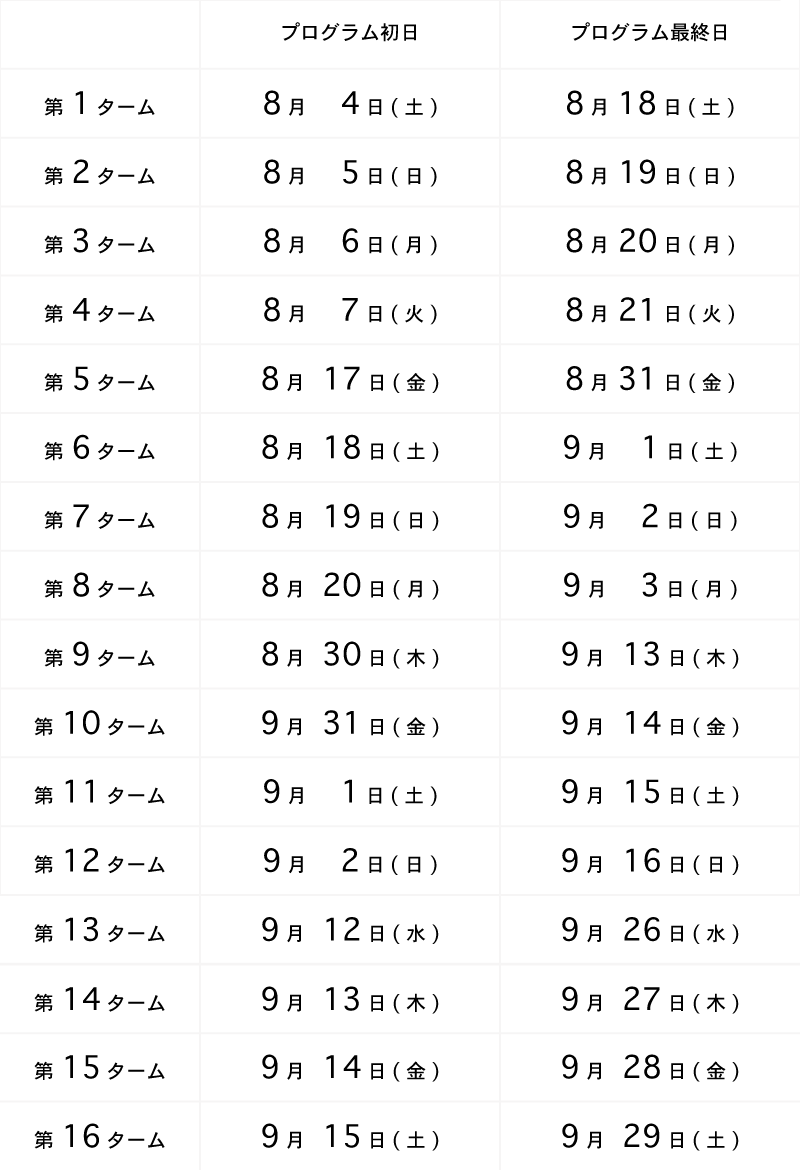 プログラム初日 プログラム最終日
第1ターム 8月 4日(土) 8月18日(土)
第2ターム 8月 5日(日) 8月19日(日)
第3ターム 8月 6日(月) 8月20日(月)
第4ターム 8月 7日(火) 8月21日(火)
第5ターム 8月 17日(金) 8月31日(金)
第6ターム 8月 18日(土) 9月 1日(土)
第7ターム 8月 19日(日) 9月 2日(日)
第8ターム 8月 20日(月) 9月 3日(月)
第9ターム 8月 30日(木) 9月 13日(木)
第10ターム 9月 31日(金) 9月 14日(金)
第11ターム 9月 1日(土) 9月 15日(土)
第12ターム 9月 2日(日) 9月 16日(日)
第13ターム 9月 12日(水) 9月 26日(水)
第14ターム 9月 13日(木) 9月 27日(木)
第15ターム 9月 14日(金) 9月 28日(金)
第16ターム 9月 15日(土) 9月 29日(土)